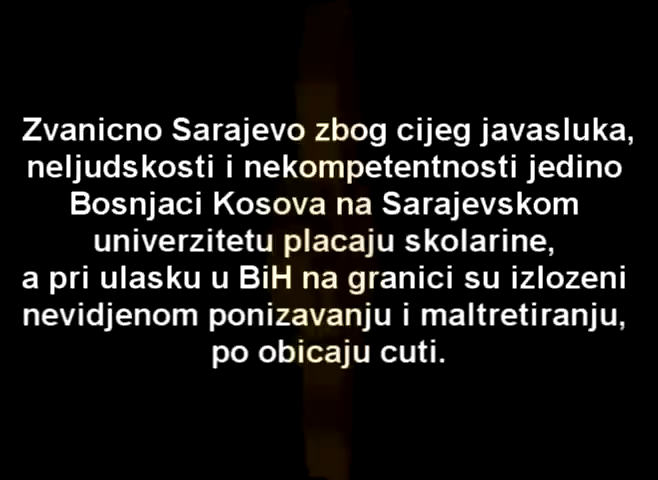 Zvanicno Sarajevo zbog cijeg javasluka,
neljudskosti i nekompetentnosti jedino
Bosnjaci Kosova na Sarajevskom
univerzitetu placaju skolarine,
a pri ulasku u BiH na granici su izlozeni
nevidjenom ponizavanju i maltretiranju,
po obicaju cuti.